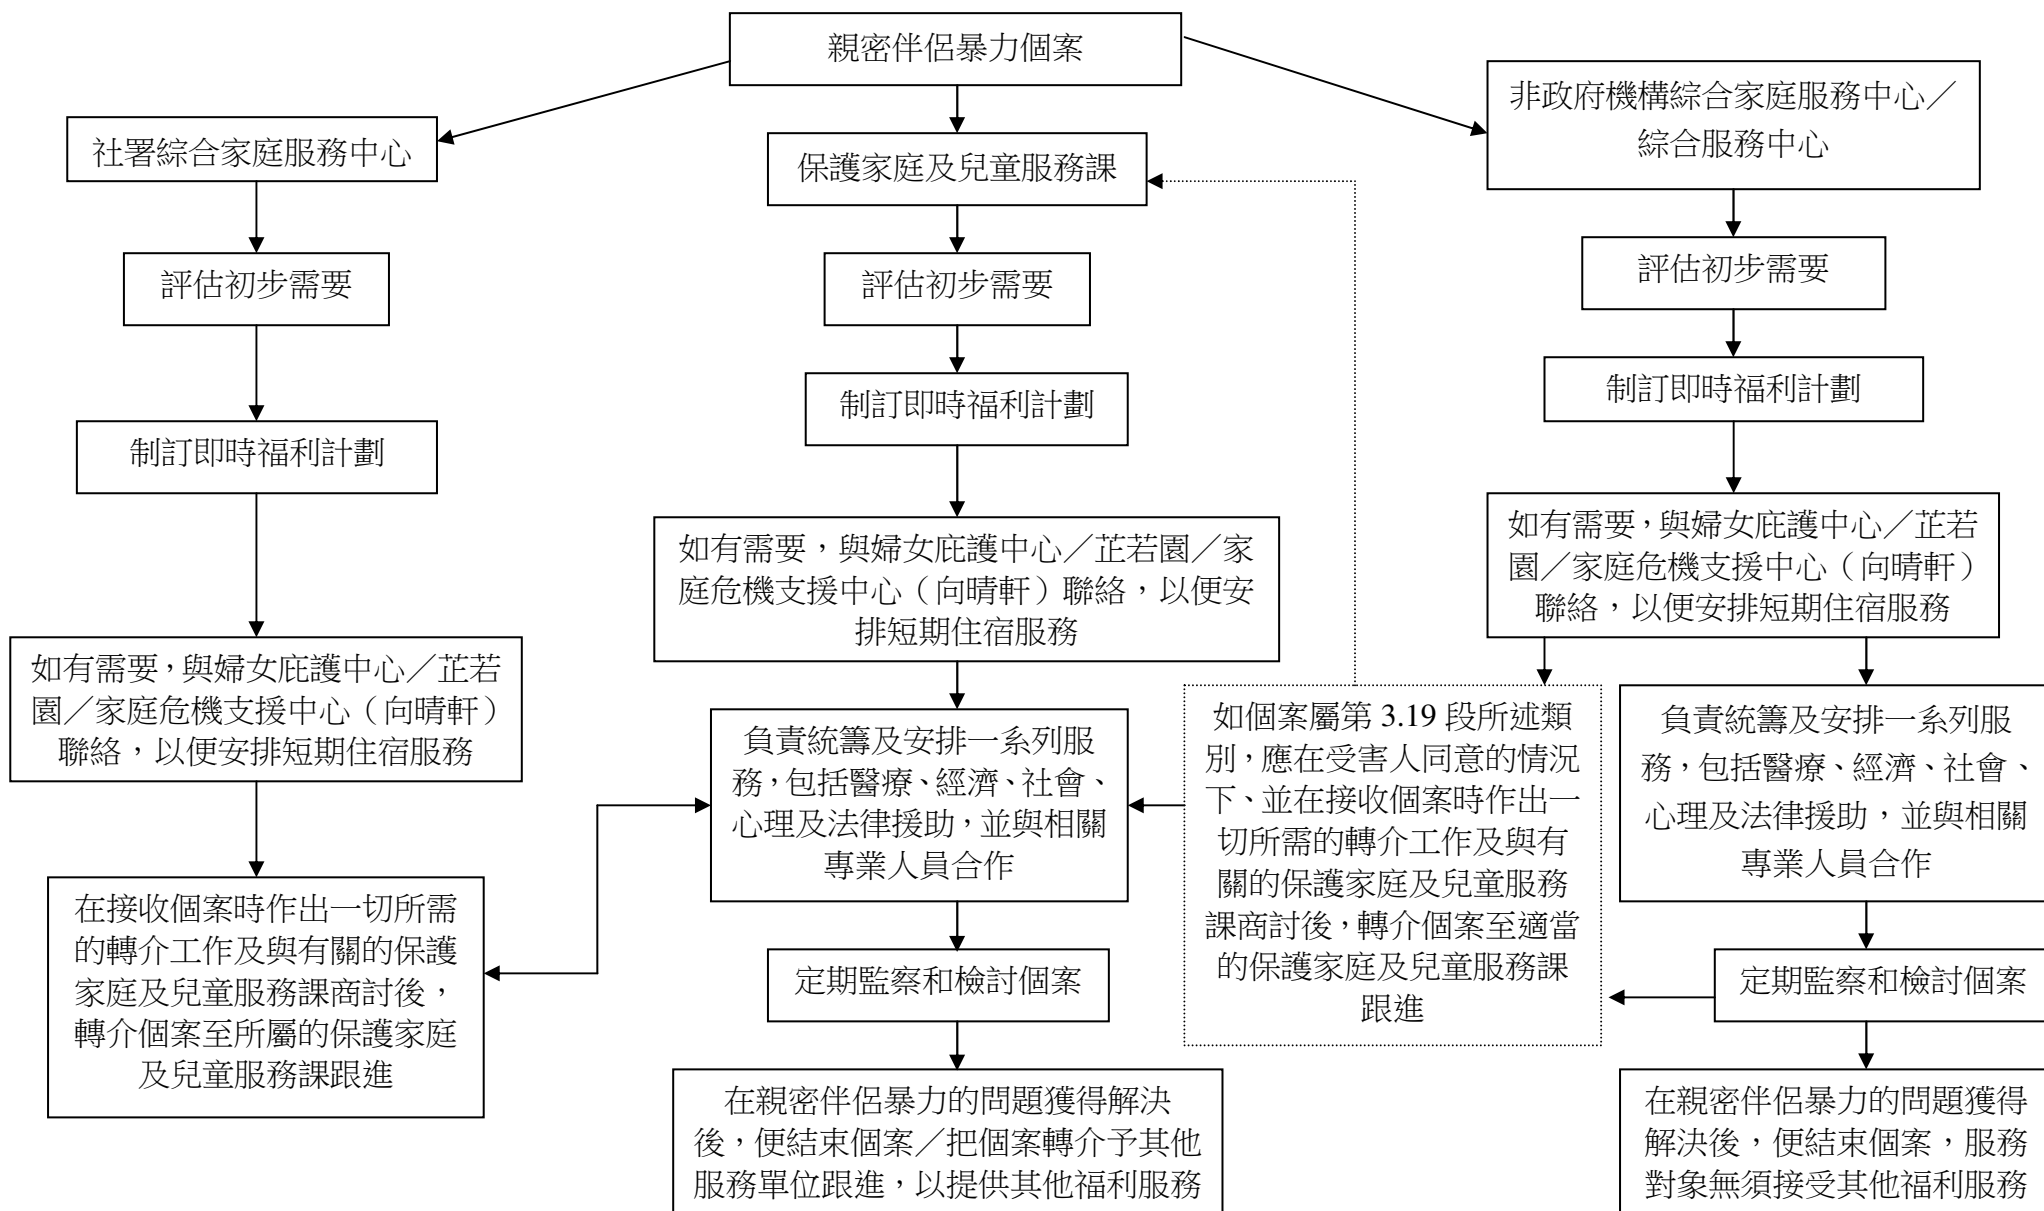 親密伴侶暴力個案
社署綜合家庭服務中心
保護家庭及兒童服務課
非政府機構綜合家庭服務中心／
綜合服務中心
評估初步需要
評估初步需要
評估初步需要
制訂即時福利計劃
制訂即時福利計劃
制訂即時福利計劃
如有需要，與婦女庇護中心／芷若
園／家庭危機支援中心（向晴軒）
聯絡，以便安排短期住宿服務
如有需要，與婦女庇護中心／芷若園／家
庭危機支援中心（向晴軒）聯絡，以便安
排短期住宿服務
如有需要，與婦女庇護中心／芷若
園／家庭危機支援中心（向晴軒）
聯絡，以便安排短期住宿服務
在接收個案時作出一切所需
的轉介工作及與有關的保護
家庭及兒童服務課商討後，
轉介個案至所屬的保護家庭
及兒童服務課跟進
負責統籌及安排一系列服
務，包括醫療、經濟、社會、
心理及法律援助，並與相關
專業人員合作
如個案屬第 3.19 段所述類
別，應在受害人同意的情況
下、並在接收個案時作出一
切所需的轉介工作及與有
關的保護家庭及兒童服務
課商討後，轉介個案至適當
的保護家庭及兒童服務課
跟進
負責統籌及安排一系列服
務，包括醫療、經濟、社會、
心理及法律援助，並與相關
專業人員合作
定期監察和檢討個案
定期監察和檢討個案
在親密伴侶暴力的問題獲得解決
後，便結束個案／把個案轉介予其他
服務單位跟進，以提供其他福利服務
在親密伴侶暴力的問題獲得
解決後，便結束個案，服務
對象無須接受其他福利服務